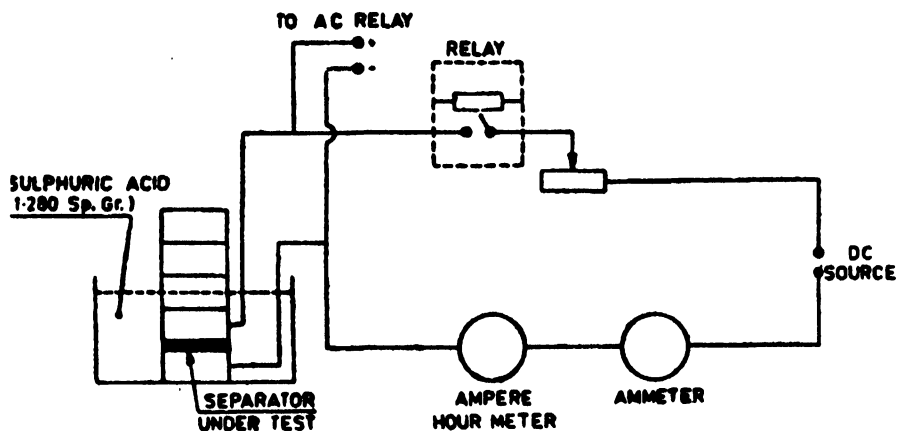 TO AC RELAY
RELAY
SULPHURIC ACID
(1·280 Sp. Gr.)
DC
SOURCE
SEPARATOR
UNDER TEST
AMPERE
HOUR METER
AMMETER